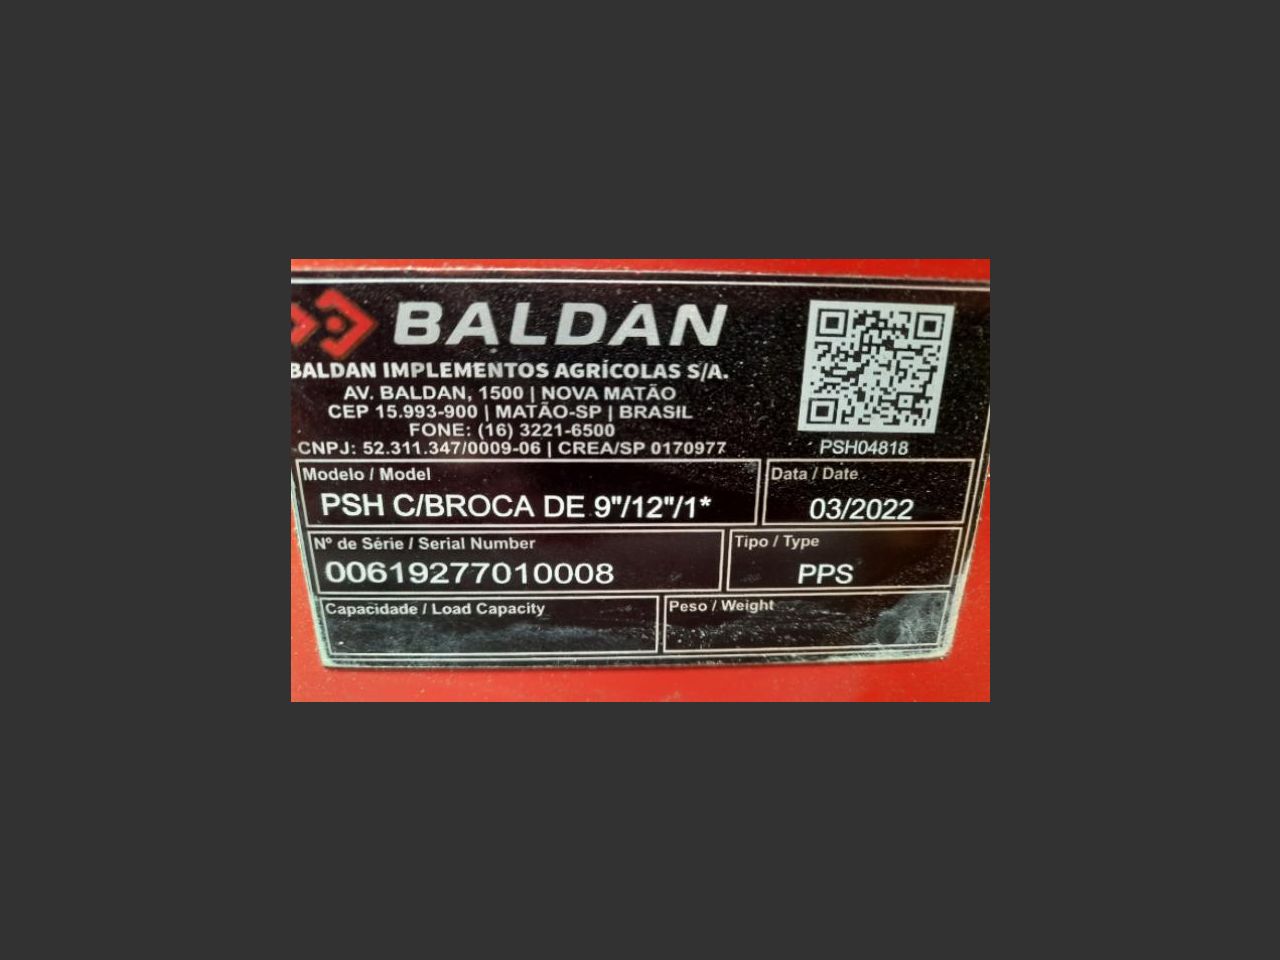 BALDAN
BALDAN IMPLEMENTOS AGRÍCOLAS S/A.
AV. BALDAN, 1500 | NOVA MATÃO
CEP 15.993-900 | MATÃO-SP | BRASIL
FONE: (16) 3221-6500
CNPJ: 52.311.347/0009-06 | CREA/SP 0170977
PSH04818
Modelo / Model
PSH C/BROCA DE 9"/12"/1*
Data / Date
03/2022
Nº de Série / Serial Number
00619277010008
Tipo / Type
PPS
Capacidade / Load Capacity
Peso / Weight